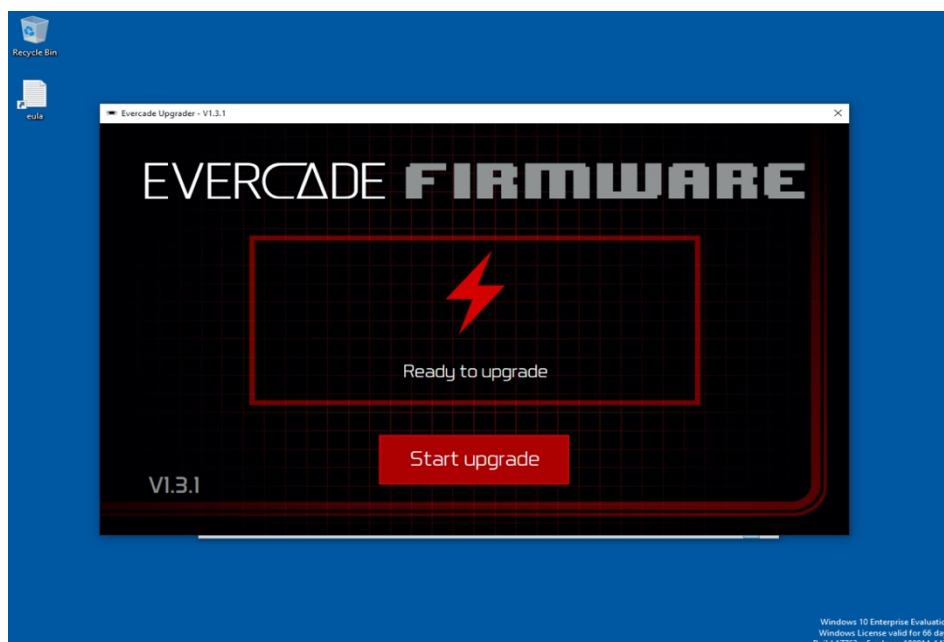 Recycle Bin
eula
Evercade Upgrader - V1.3.1
EVERCADE FIRMWARE
Ready to upgrade
Start upgrade
V1.3.1
Windows 10 Enterprise Evaluatio
Windows License valid for 66 da